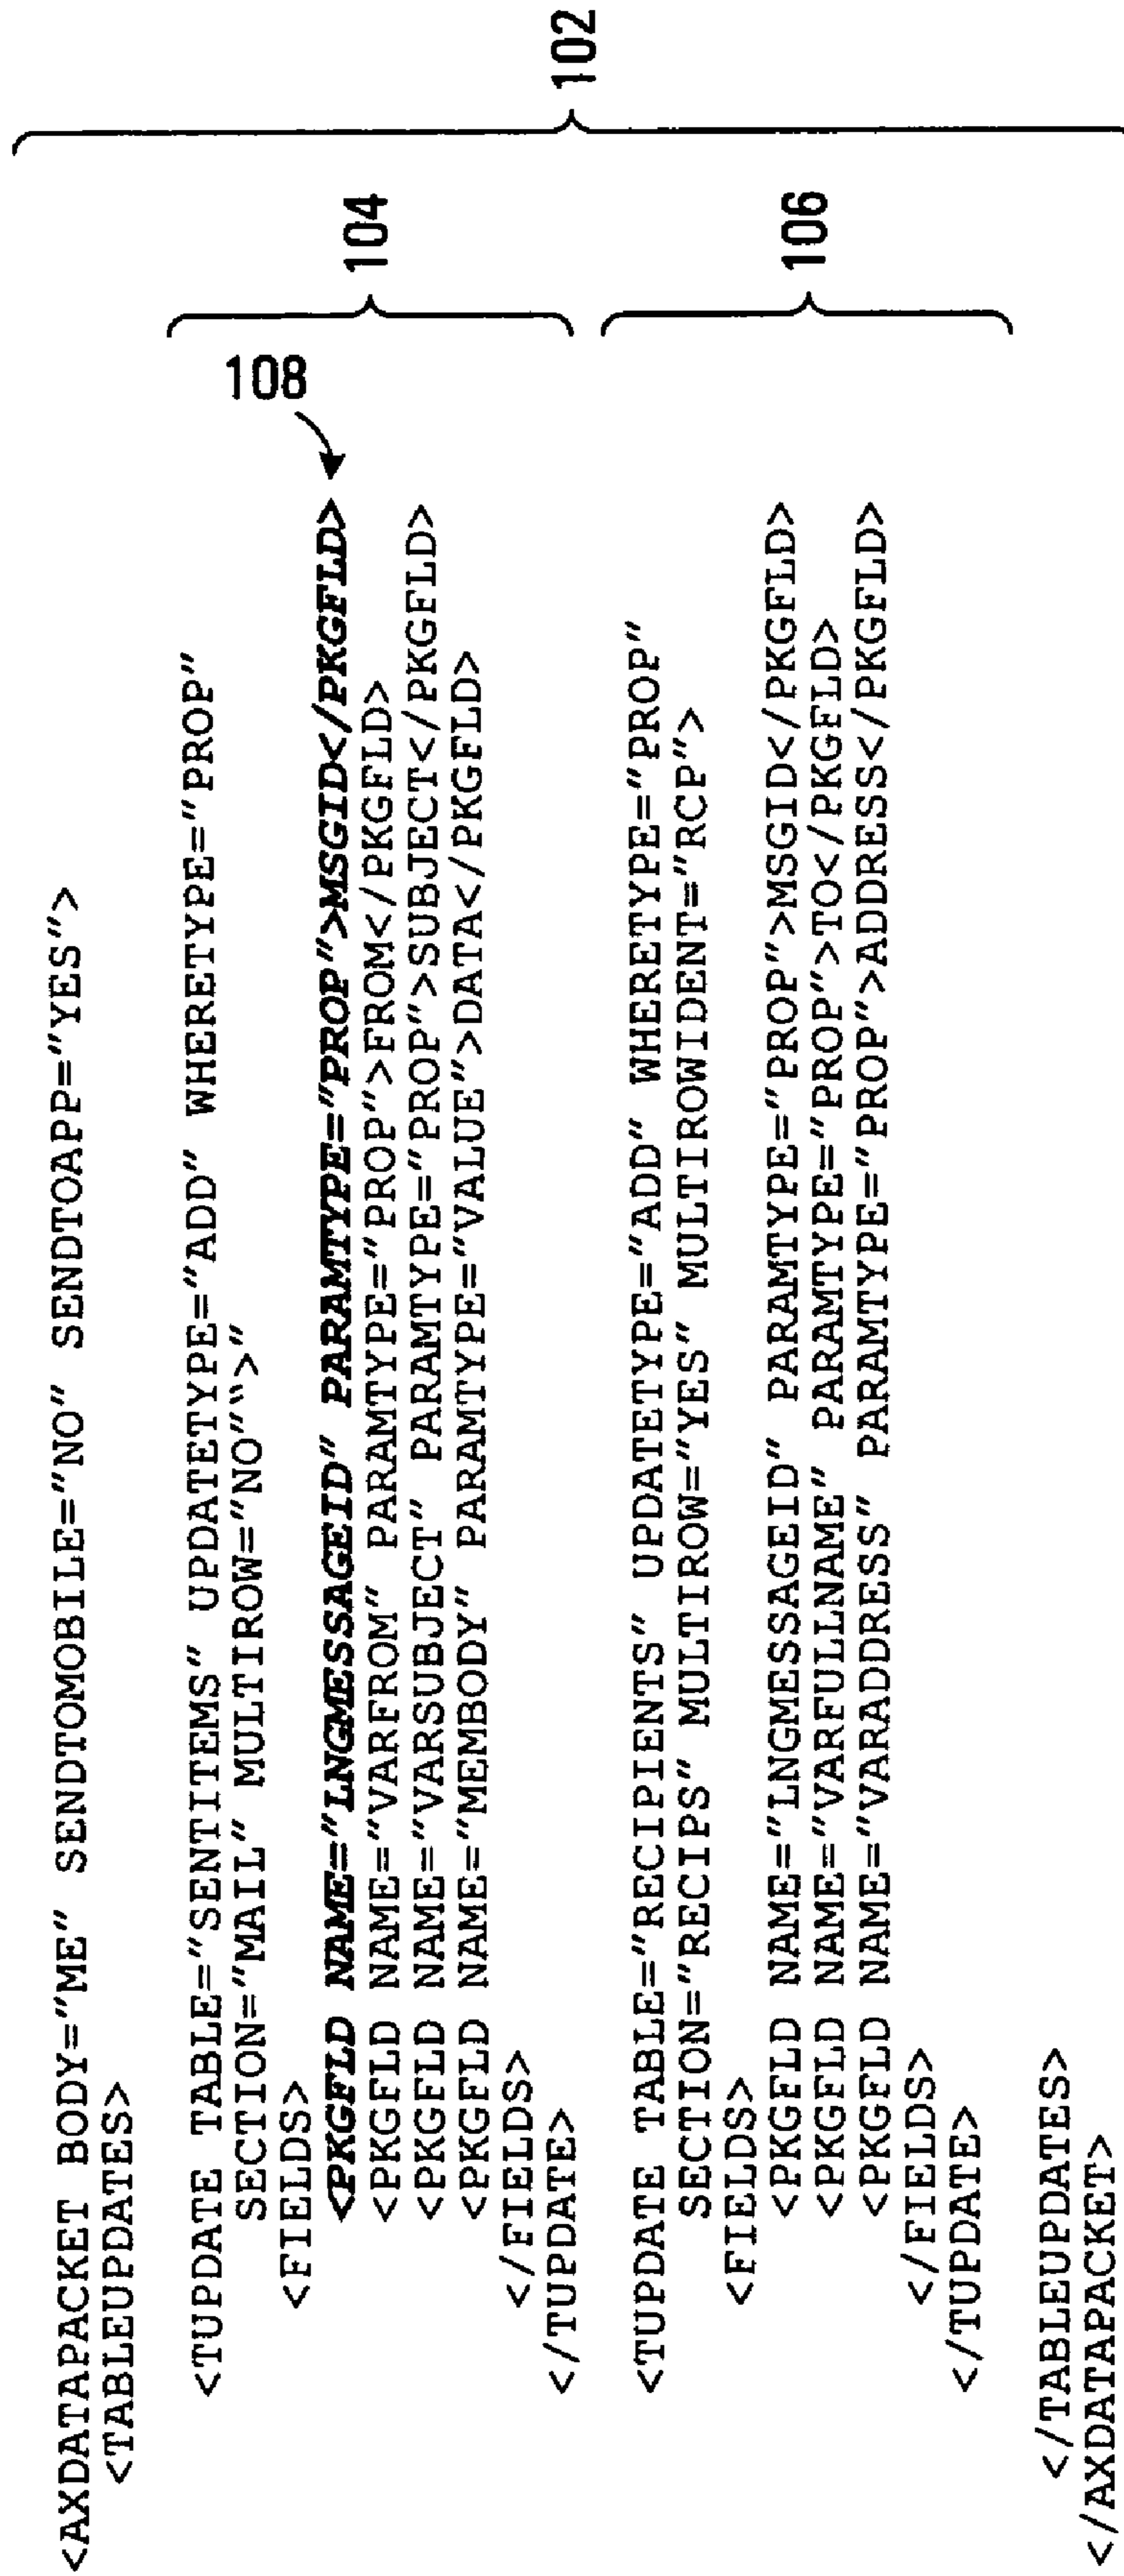 <AXDATAPACKET BODY="ME" SENDTOMOBILE="NO" SENDTOAPP="YES">
<TABLEUPDATES>
<TUPDATE TABLE="SENTITEMS" UPDATETYPE="ADD" WHERETYPE="PROP"
SECTION="MAIL" MULTIROW="NO"“>"
<FIELDS>
<PKGFLD NAME="LNGMESSAGEID" PARAMTYPE="PROP">MSGID</PKGFLD>
<PKGFLD NAME="VARFROM" PARAMTYPE="PROP">FROM</PKGFLD>
<PKGFLD NAME="VARSUBJECT" PARAMTYPE="PROP">SUBJECT</PKGFLD>
<PKGFLD NAME="MEMBODY" PARAMTYPE="VALUE">DATA</PKGFLD>
</FIELDS>
</TUPDATE>
<TUPDATE TABLE="RECIPIENTS" UPDATETYPE="ADD" WHERETYPE="PROP"
SECTION="RECIPS" MULTIROW="YES" MULTIROWIDENT="RCP">
<FIELDS>
<PKGFLD NAME="LNGMESSAGEID" PARAMTYPE="PROP">MSGID</PKGFLD>
<PKGFLD NAME="VARFULLNAME" PARAMTYPE="PROP">TO</PKGFLD>
<PKGFLD NAME="VARADDRESS" PARAMTYPE="PROP">ADDRESS</PKGFLD>
</FIELDS>
</TUPDATE>
</TABLEUPDATES>
</AXDATAPACKET>
108
104
106
102